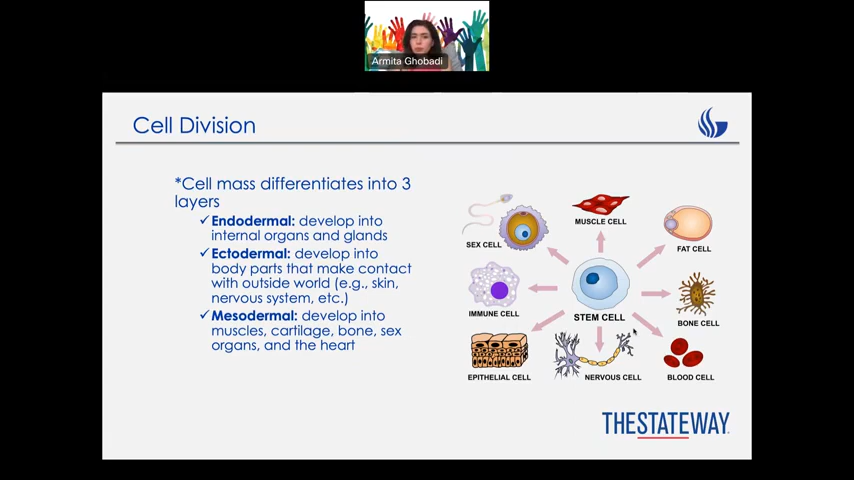 Armita Ghobadi
Cell Division
*Cell mass differentiates into 3
layers
✓Endodermal: develop into
internal organs and glands
✓Ectodermal: develop into
body parts that make contact
with outside world (e.g., skin,
nervous system, etc.)
✓Mesodermal: develop into
muscles, cartilage, bone, sex
organs, and the heart
SEX CELL
MUSCLE CELL
FAT CELL
IMMUNE CELL
STEM CELL
BONE CELL
EPITHELIAL CELL
NERVOUS CELL
BLOOD CELL
THESTATEWAY.